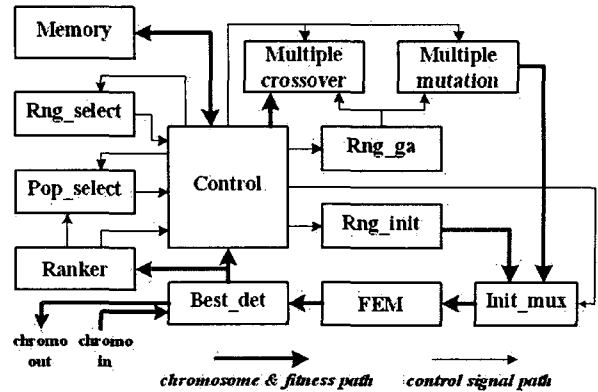 Memory
Multiple
crossover
Multiple
mutation
Rng_select
Rng_ga
Pop_select
Control
Rng_init
Ranker
Best_det
FEM
Init_mux
chromo
out
chromo
in
chromosome & fitness path
control signal path